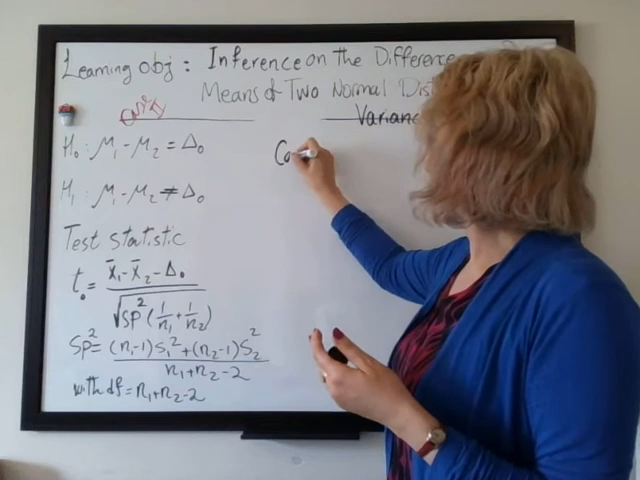 Learning obj : Inference on the Difference
Means of Two Normal Dist
Varianc
H₀ : μ₁ - μ₂ = Δ₀
H₁ : μ₁ - μ₂ ≠ Δ₀
Test statistic
t₀ = (x̄₁ - x̄₂ - Δ₀) / √(SP² (1/n₁ + 1/n₂))
SP² = ((n₁-1)S₁² + (n₂-1)S₂²) / (n₁+n₂-2)
with df = n₁+n₂-2
Co